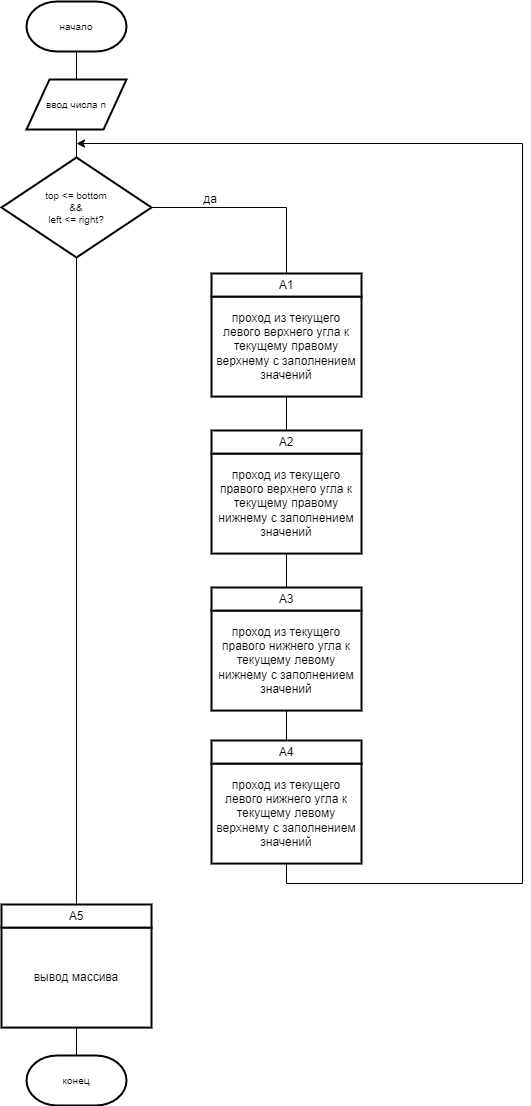 начало
ввод числа n
top <= bottom
&&
left <= right?
да
A1
проход из текущего
левого верхнего угла к
текущему правому
верхнему с заполнением
значений
A2
проход из текущего
правого верхнего угла к
текущему правому
нижнему с заполнением
значений
A3
проход из текущего
правого нижнего угла к
текущему левому
нижнему с заполнением
значений
A4
проход из текущего
левого нижнего угла к
текущему левому
верхнему с заполнением
значений
A5
вывод массива
конец